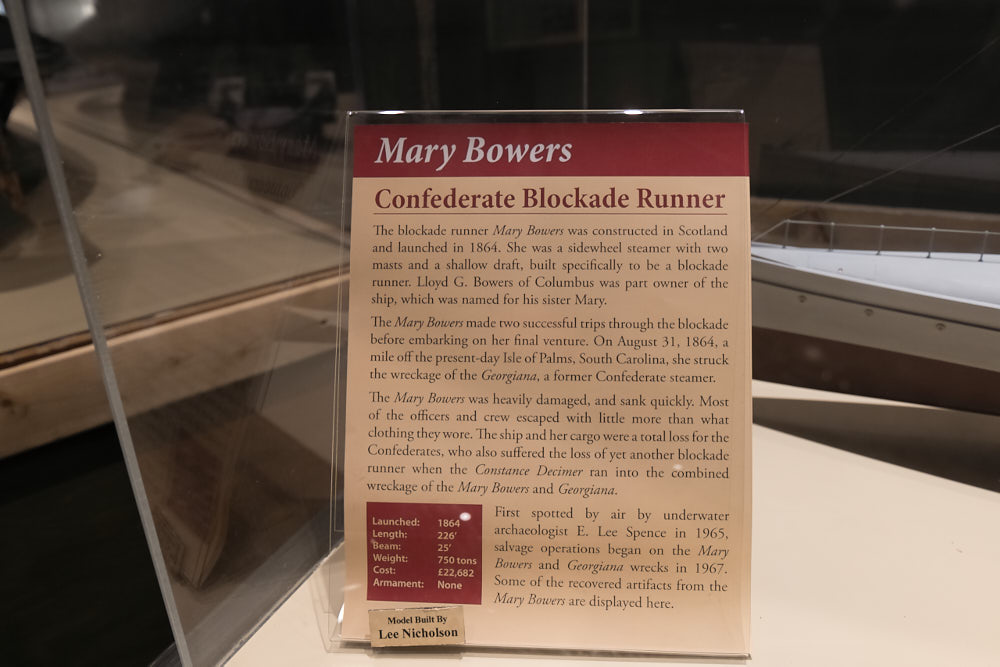 Mary Bowers
Confederate Blockade Runner
The blockade runner Mary Bowers was constructed in Scotland
and launched in 1864. She was a sidewheel steamer with two
masts and a shallow draft, built specifically to be a blockade
runner. Lloyd G. Bowers of Columbus was part owner of the
ship, which was named for his sister Mary.
The Mary Bowers made two successful trips through the blockade
before embarking on her final venture. On August 31, 1864, a
mile off the present-day Isle of Palms, South Carolina, she struck
the wreckage of the Georgiana, a former Confederate steamer.
The Mary Bowers was heavily damaged, and sank quickly. Most
of the officers and crew escaped with little more than what
clothing they wore. The ship and her cargo were a total loss for the
Confederates, who also suffered the loss of yet another blockade
runner when the Constance Decimer ran into the combined
wreckage of the Mary Bowers and Georgiana.
First spotted by air by underwater
archaeologist E. Lee Spence in 1965,
salvage operations began on the Mary
Bowers and Georgiana wrecks in 1967.
Some of the recovered artifacts from the
Mary Bowers are displayed here.
Launched: 1864
Length: 226'
Beam: 25'
Weight: 750 tons
Cost: £22,682
Armament: None
Model Built By
Lee Nicholson